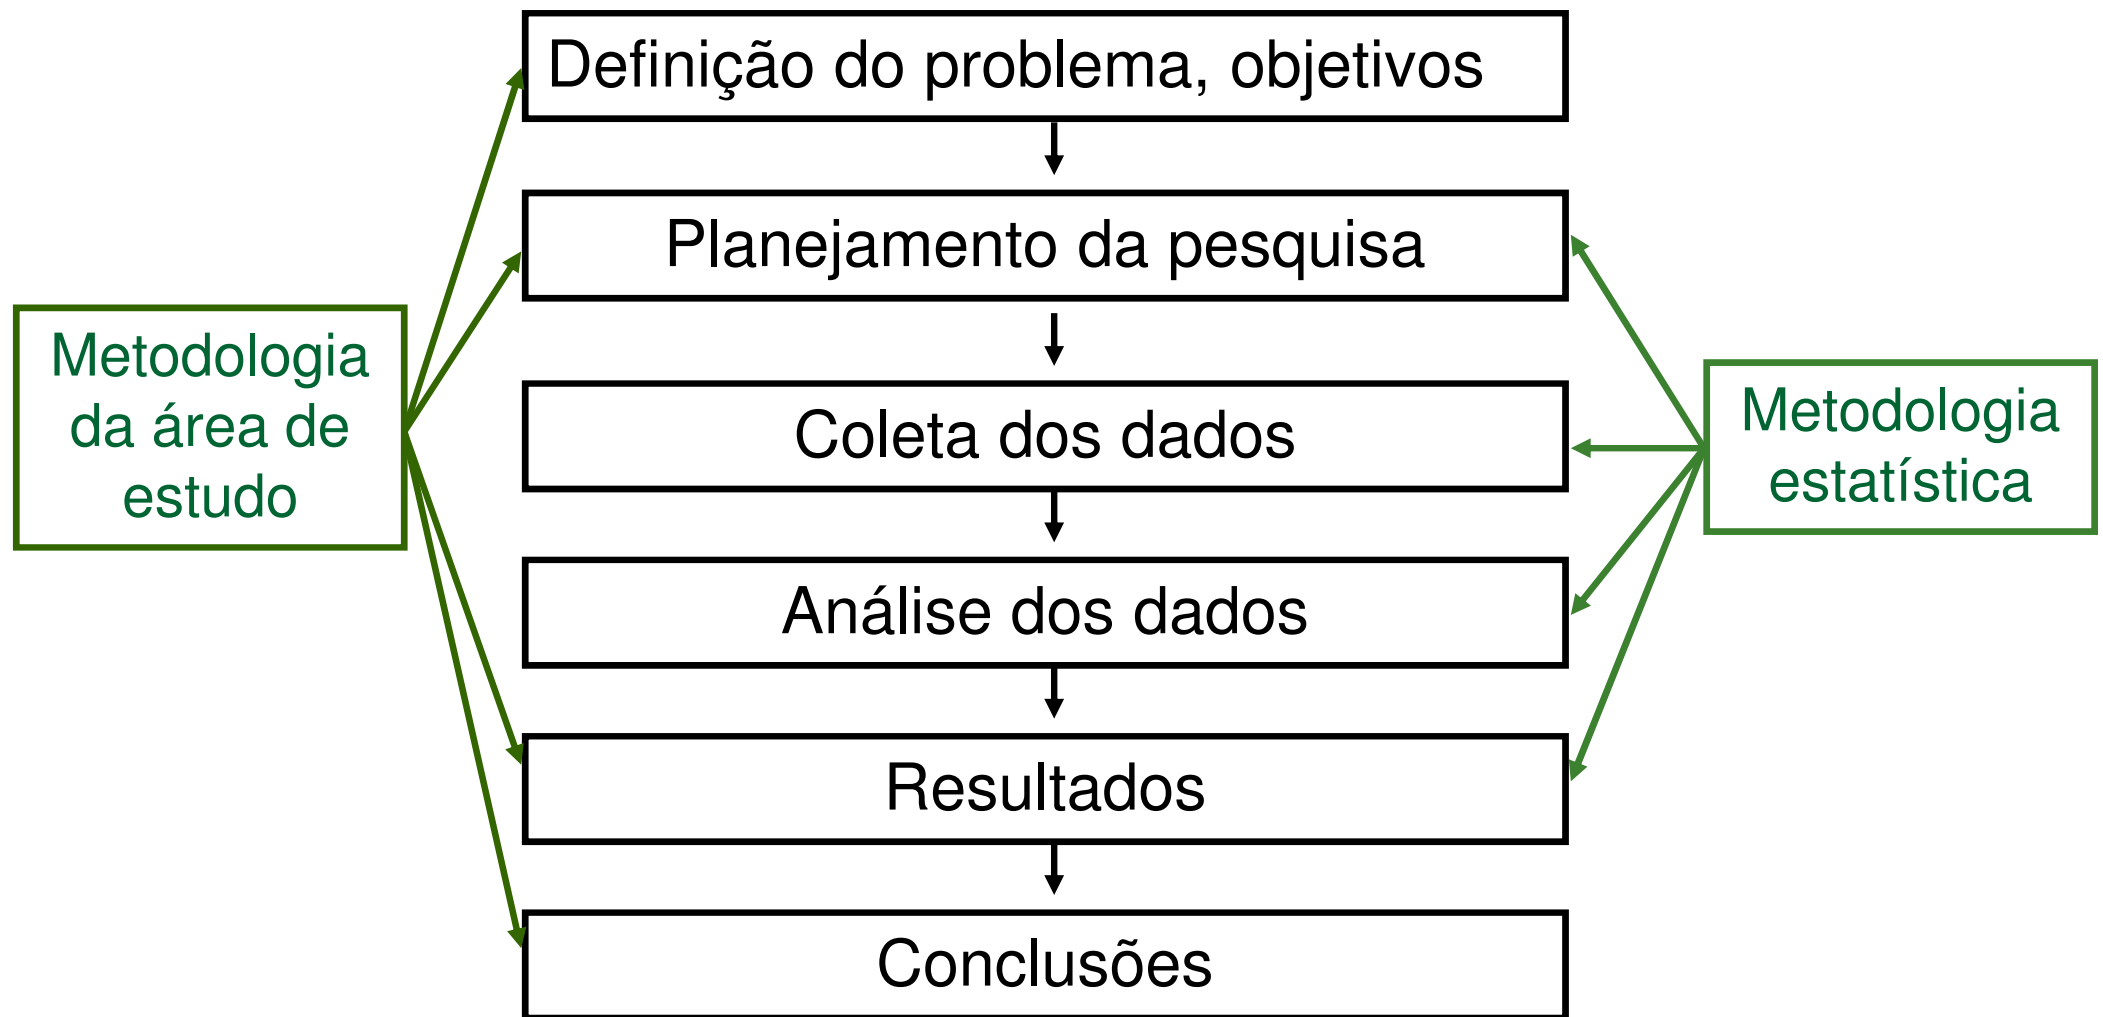 Definição do problema, objetivos
Planejamento da pesquisa
Metodologia
da área de
estudo
Coleta dos dados
Metodologia
estatística
Análise dos dados
Resultados
Conclusões